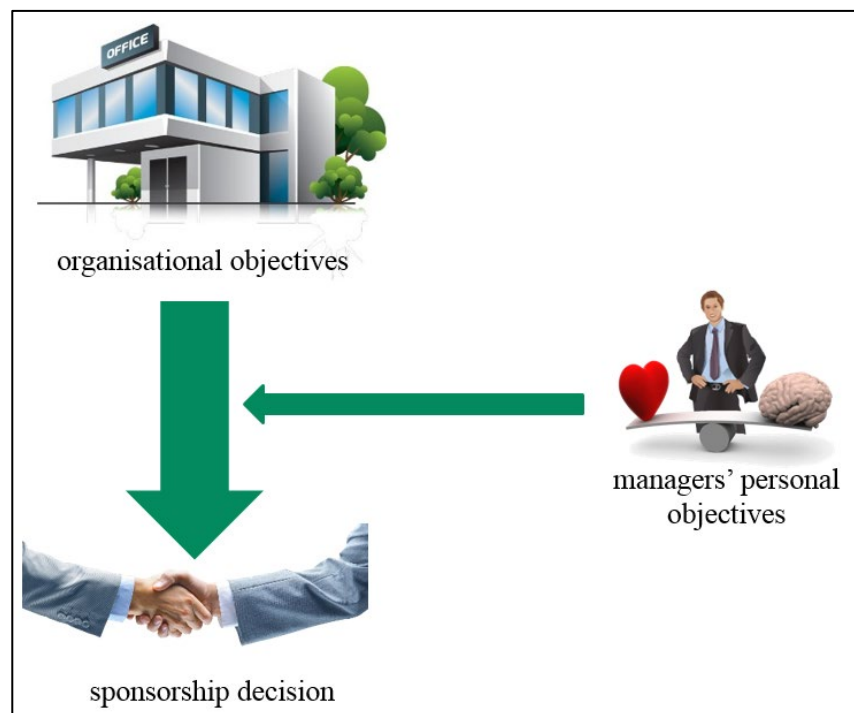 OFFICE
organisational objectives
managers’ personal
objectives
sponsorship decision